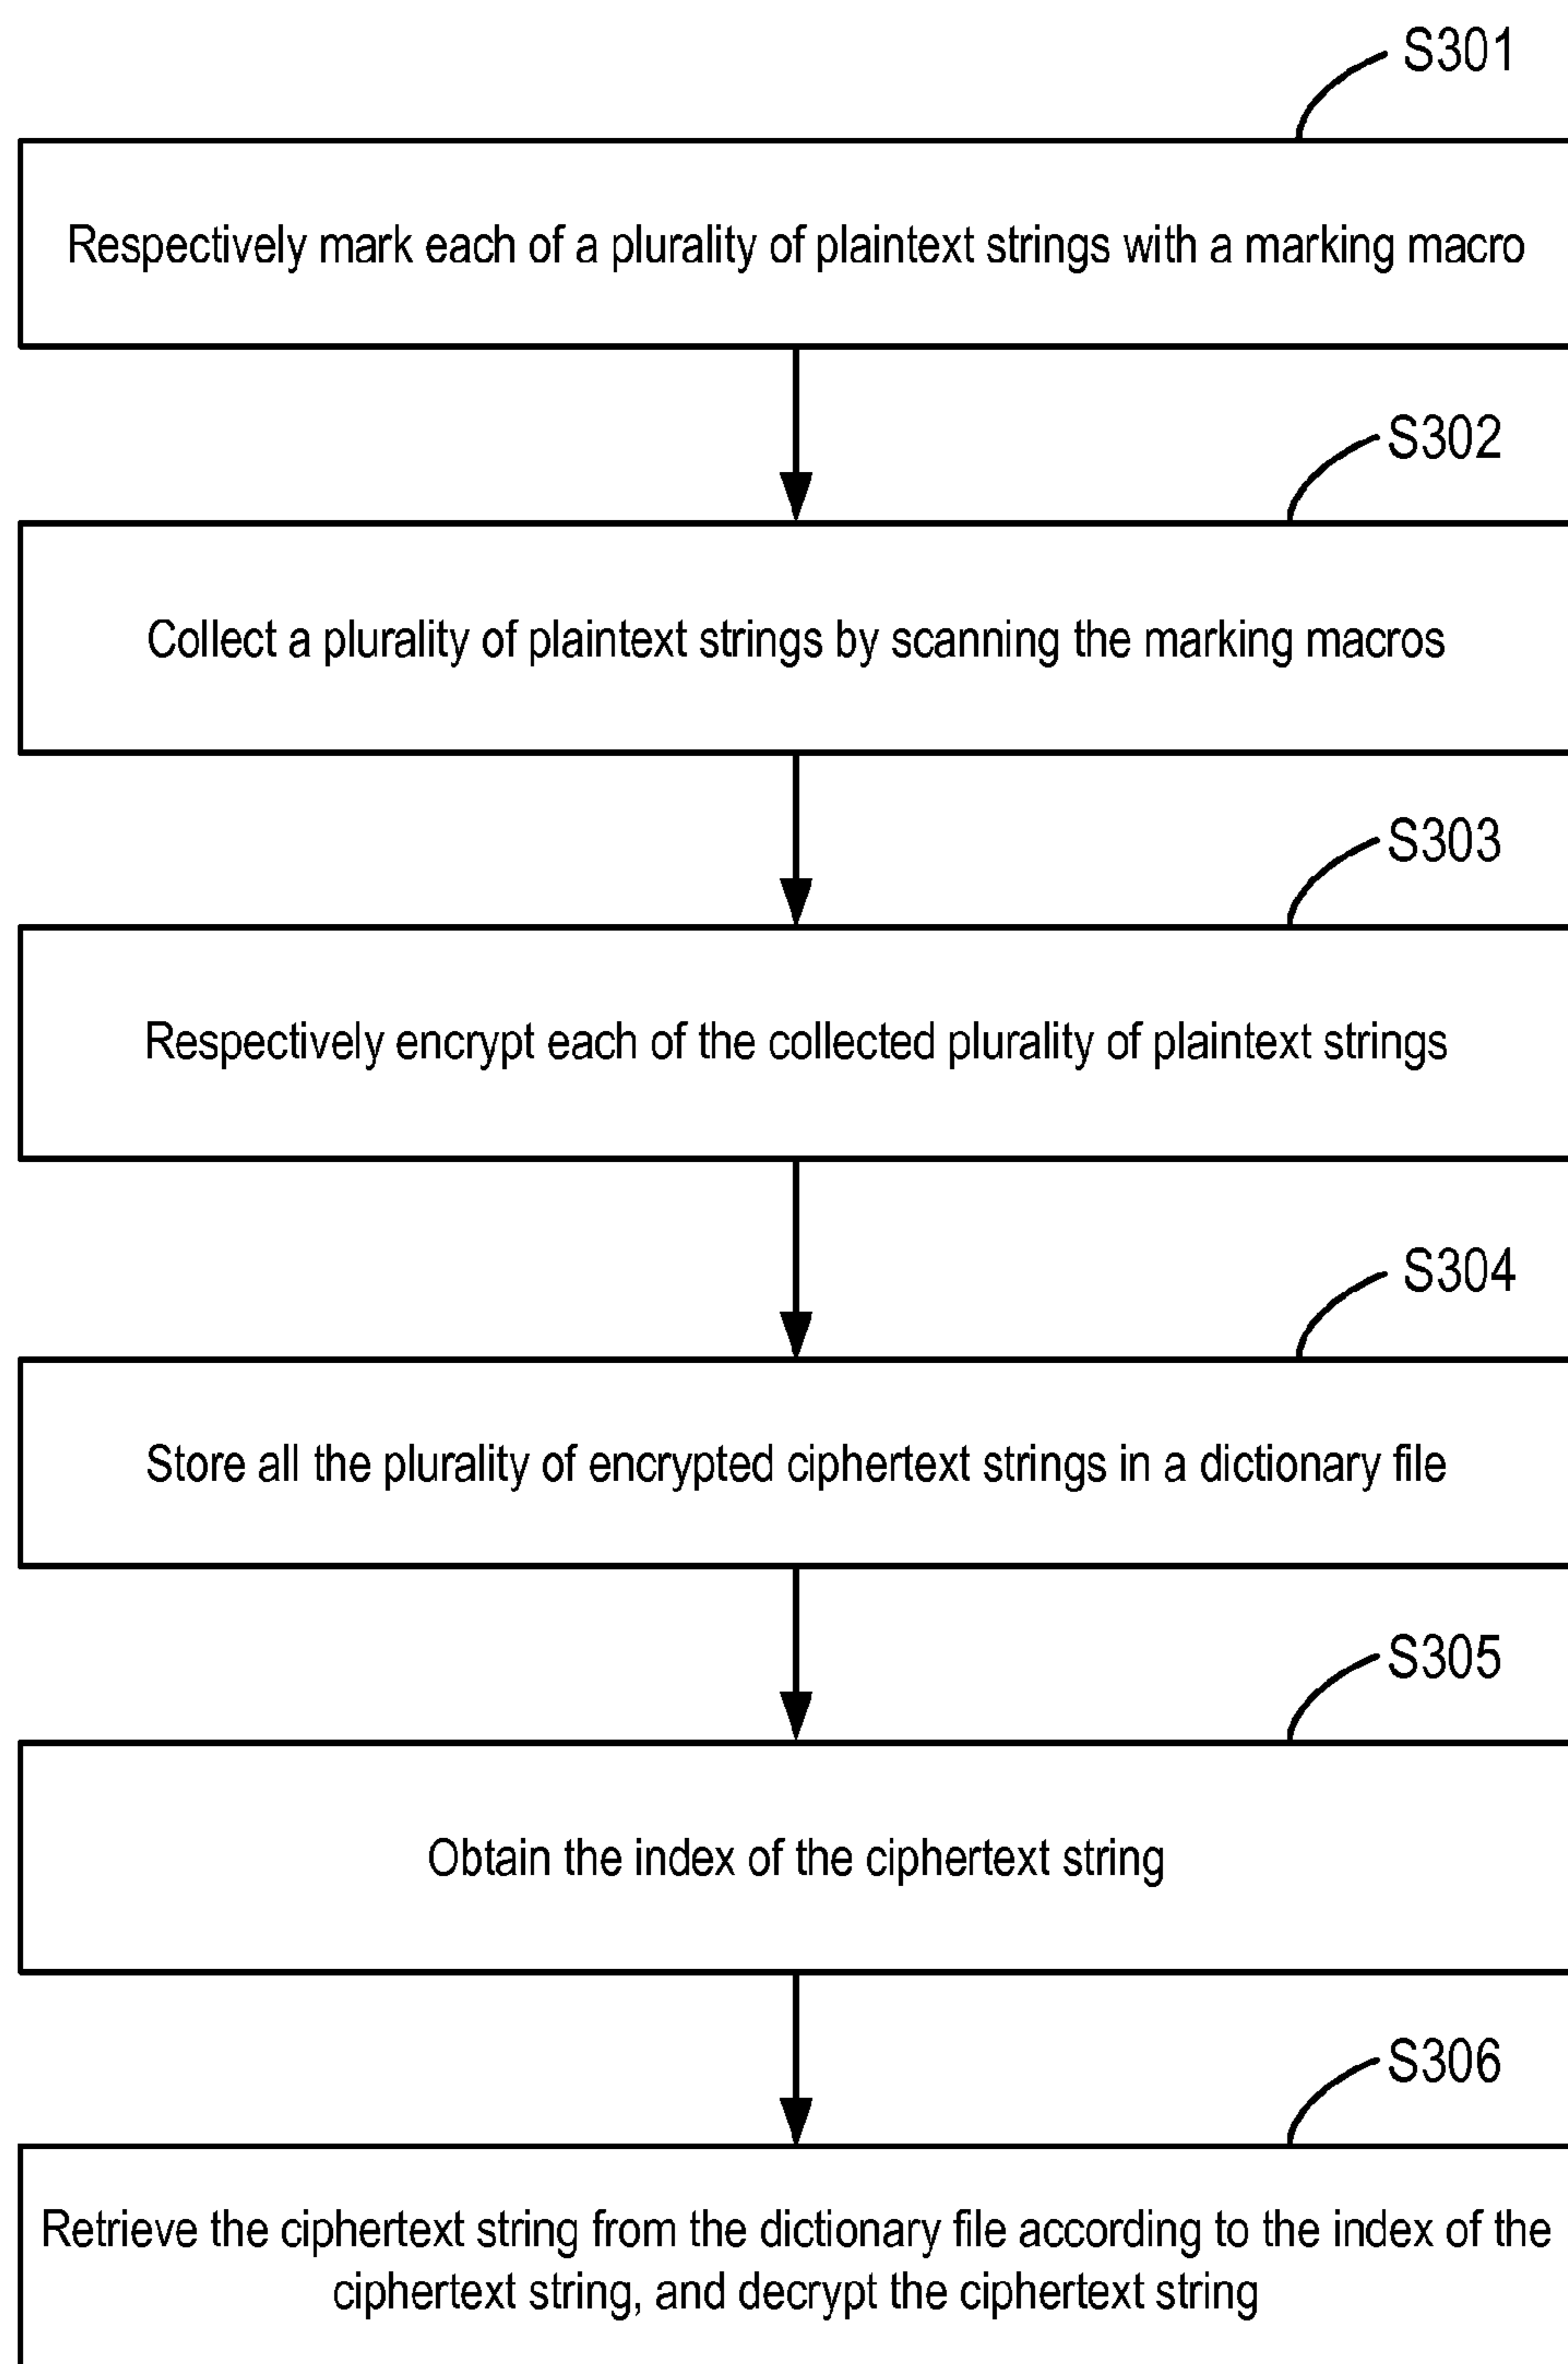 S301
Respectively mark each of a plurality of plaintext strings with a marking macro
S302
Collect a plurality of plaintext strings by scanning the marking macros
S303
Respectively encrypt each of the collected plurality of plaintext strings
S304
Store all the plurality of encrypted ciphertext strings in a dictionary file
S305
Obtain the index of the ciphertext string
S306
Retrieve the ciphertext string from the dictionary file according to the index of the
ciphertext string, and decrypt the ciphertext string